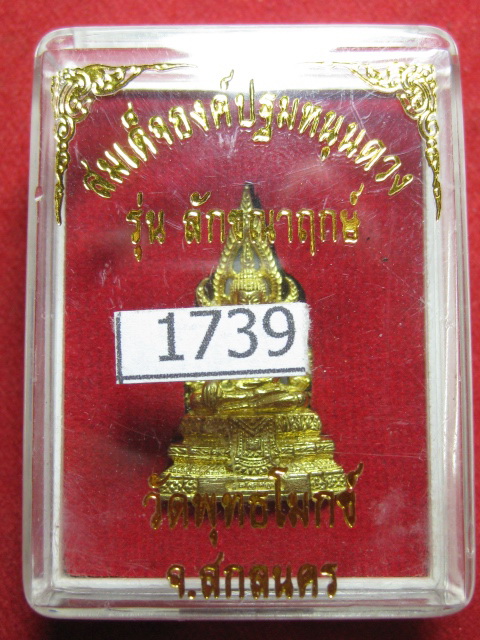 สมเด็จองค์ปฐมหนุนดวง
รุ่น ลัคณาฤกษ์
1739
วัดพุทธโมกข์
จ.สกลนคร